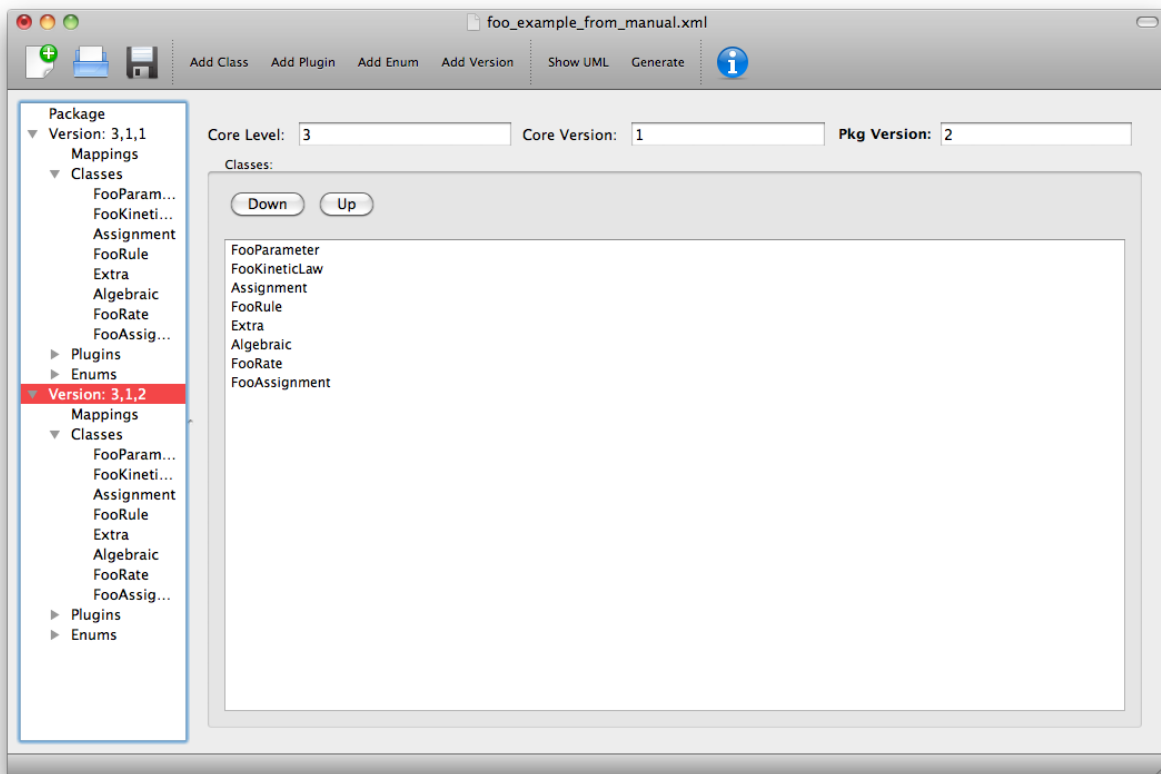 foo_example_from_manual.xml
Add Class Add Plugin Add Enum Add Version Show UML Generate
Package
Version: 3,1,1
Mappings
Classes
FooParam...
FooKineti...
Assignment
FooRule
Extra
Algebraic
FooRate
FooAssig...
Plugins
Enums
Version: 3,1,2
Mappings
Classes
FooParam...
FooKineti...
Assignment
FooRule
Extra
Algebraic
FooRate
FooAssig...
Plugins
Enums
Core Level: 3 Core Version: 1 Pkg Version: 2
Classes:
Down Up
FooParameter
FooKineticLaw
Assignment
FooRule
Extra
Algebraic
FooRate
FooAssignment